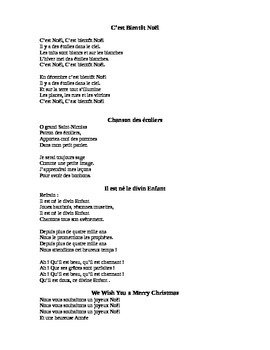 C'est Bientôt Noël
C'est Noël, C'est bientôt Noël
Il y a des étoiles dans le ciel.
Les toits sont blancs et sur les blanches
L'hiver met des étoiles blanches.
C'est Noël, C'est bientôt Noël
En décembre c'est bientôt Noël
Et sur la terre tout s'illumine
Les places, les rues et les vitrines
C'est Noël, C'est bientôt Noël
Chanson des écoliers
O grand Saint-Nicolas
Patron des écoliers,
Apportez-moi des pommes
Dans mon petit panier.
Je serai toujours sage
Comme une petite image.
J'apprendrai mes leçons
Pour avoir des bonbons.
Il est né le divin Enfant
Refrain :
Il est né le divin Enfant
Jouez hautbois, résonnez musettes,
Il est né le divin Enfant
Chantons tous son avènement.
Depuis plus de quatre mille ans
Nous le promettions les prophètes.
Depuis plus de quatre mille ans
Nous attendions cet heureux temps !
Ah ! Qu'il est beau, qu'il est charmant !
Ah ! Que ses grâces sont parfaites !
Ah ! Qu'il est beau, qu'il est charmant !
Qu'il est doux, ce divin Enfant .
We Wish You a Merry Christmas
Nous vous souhaitons un joyeux Noël
Nous vous souhaitons un joyeux Noël
Nous vous souhaitons un joyeux Noël
Et une heureuse Année